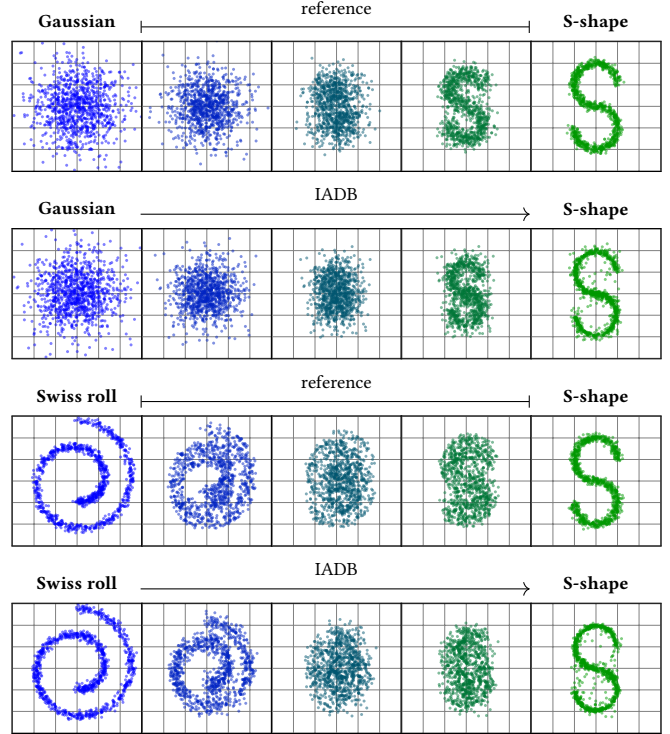 Gaussian reference S-shape
Gaussian IADB S-shape
Swiss roll reference S-shape
Swiss roll IADB S-shape